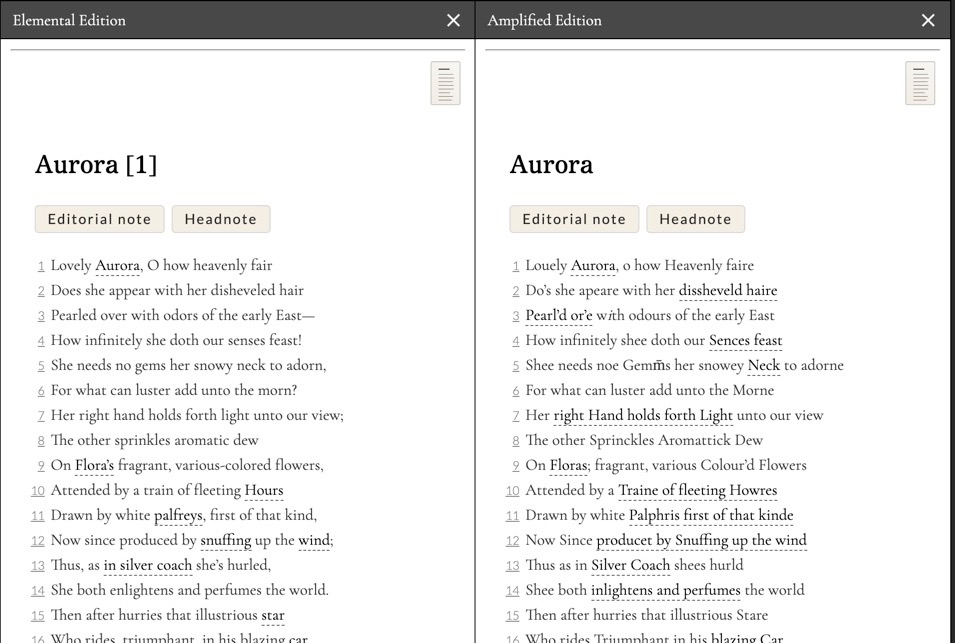 Elemental Edition
Aurora [1]
Editorial note Headnote
1 Lovely Aurora, O how heavenly fair
2 Does she appear with her disheveled hair
3 Pearled over with odors of the early East—
4 How infinitely she doth our senses feast!
5 She needs no gems her snowy neck to adorn,
6 For what can luster add unto the morn?
7 Her right hand holds forth light unto our view;
8 The other sprinkles aromatic dew
9 On Flora’s fragrant, various-colored flowers,
10 Attended by a train of fleeting Hours
11 Drawn by white palfreys, first of that kind,
12 Now since produced by snuffing up the wind;
13 Thus, as in silver coach she’s hurled,
14 She both enlightens and perfumes the world.
15 Then after hurries that illustrious star
16 Who rides, triumphant, in his blazing car
Amplified Edition
Aurora
Editorial note Headnote
1 Louely Aurora, o how Heavenly faire
2 Do’s she apeare with her dissheveld haire
3 Pearl’d or’e with odours of the early East
4 How infinitely shee doth our Sences feast
5 Shee needs noe Gem̅m̅s her snowey Neck to adorne
6 For what can luster add unto the Morne
7 Her right Hand holds forth Light unto our view
8 The other Sprinckles Aromattick Dew
9 On Floras; fragrant, various Colour’d Flowers
10 Attended by a Traine of fleeting Howres
11 Drawn by white Palphris first of that kinde
12 Now Since producet by Snuffing up the wind
13 Thus as in Silver Coach shees hurld
14 Shee both inlightens and perfumes the world
15 Then after hurries that illustrious Stare
16 Who rides Triumphant in his blazing Car